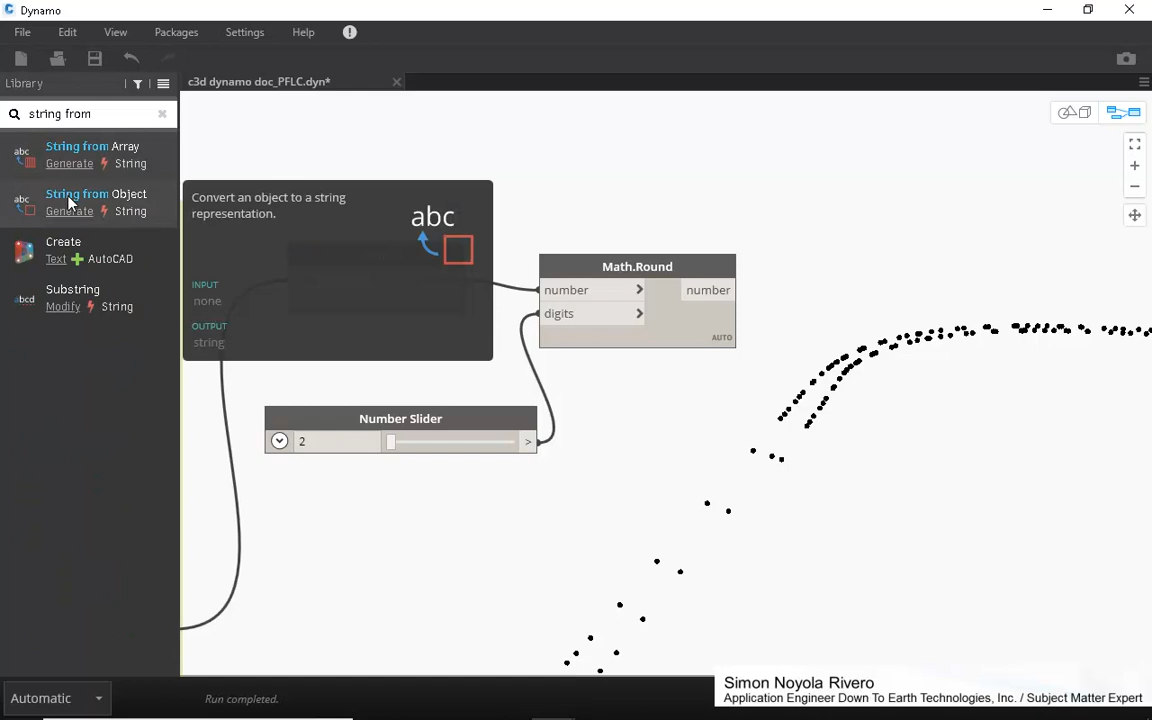 Dynamo
File Edit View Packages Settings Help
Library
c3d dynamo doc_PFLC.dyn*
string from
abc
String from Array
Generate String
abc
String from Object
Generate String
Create
Text AutoCAD
abcd
Substring
Modify String
Convert an object to a string
representation.
abc
INPUT
none
OUTPUT
string
Math.Round
number > number
digits >
AUTO
Number Slider
2 >
Automatic
Run completed.
Simon Noyola Rivero
Application Engineer Down To Earth Technologies, Inc. / Subject Matter Expert